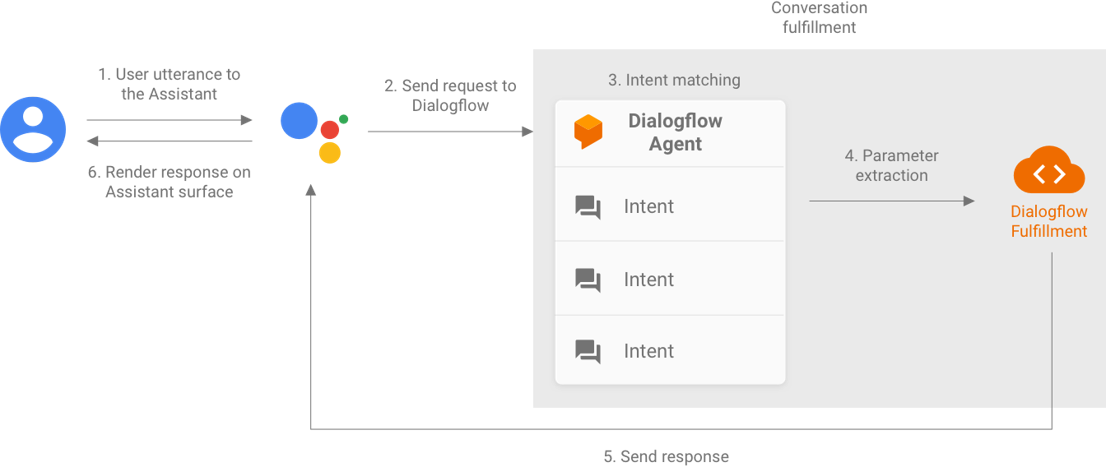 Conversation
fulfillment
1. User utterance to
the Assistant
2. Send request to
Dialogflow
3. Intent matching
Dialogflow
Agent
4. Parameter
extraction
6. Render response on
Assistant surface
Intent
Dialogflow
Fulfillment
Intent
Intent
5. Send response